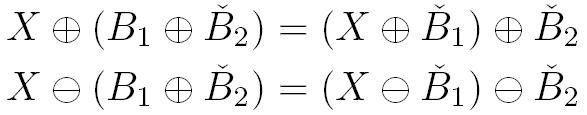 X ⊕ (B₁ ⊕ B̌₂) = (X ⊕ B̌₁) ⊕ B̌₂
X ⊖ (B₁ ⊕ B̌₂) = (X ⊖ B̌₁) ⊖ B̌₂